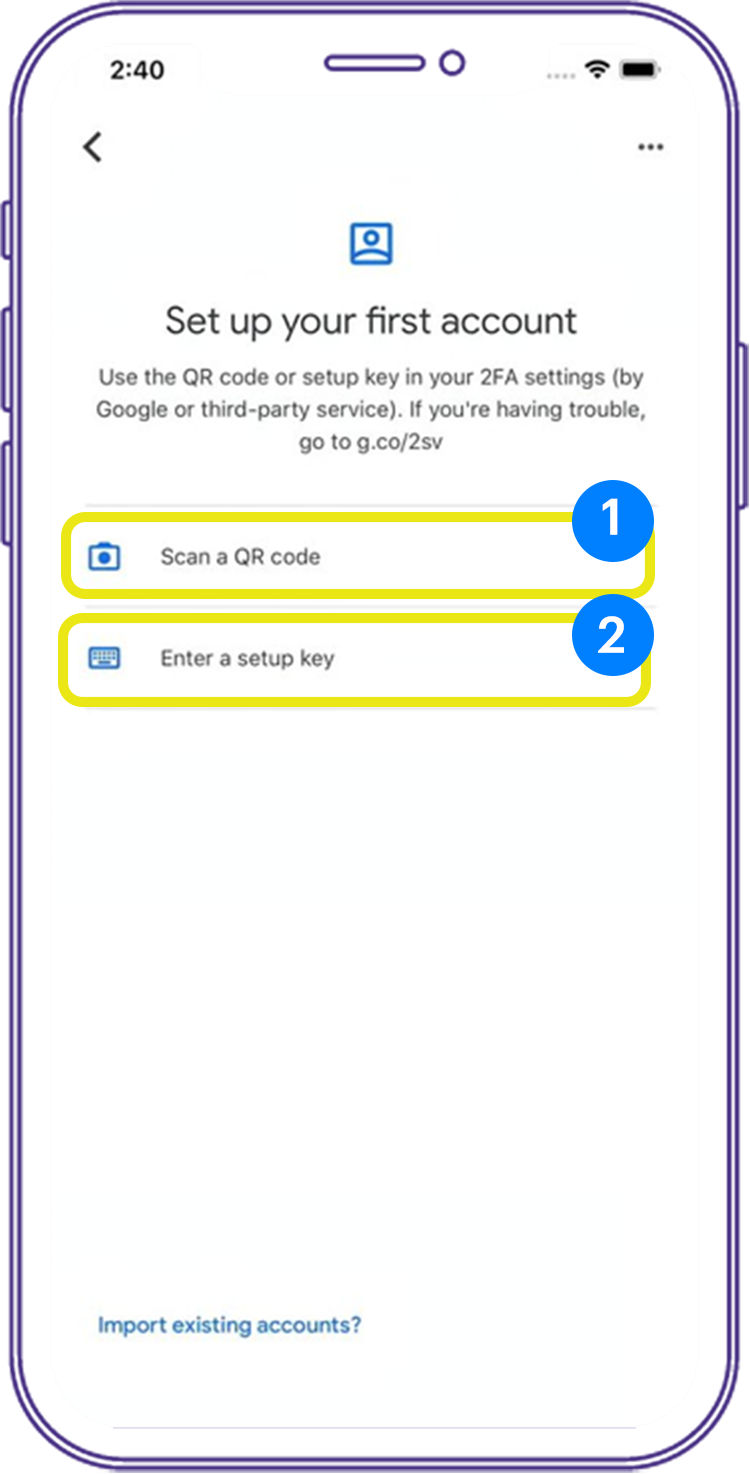 2:40
Set up your first account
Use the QR code or setup key in your 2FA settings (by
Google or third-party service). If you're having trouble,
go to g.co/2sv
1
Scan a QR code
2
Enter a setup key
Import existing accounts?